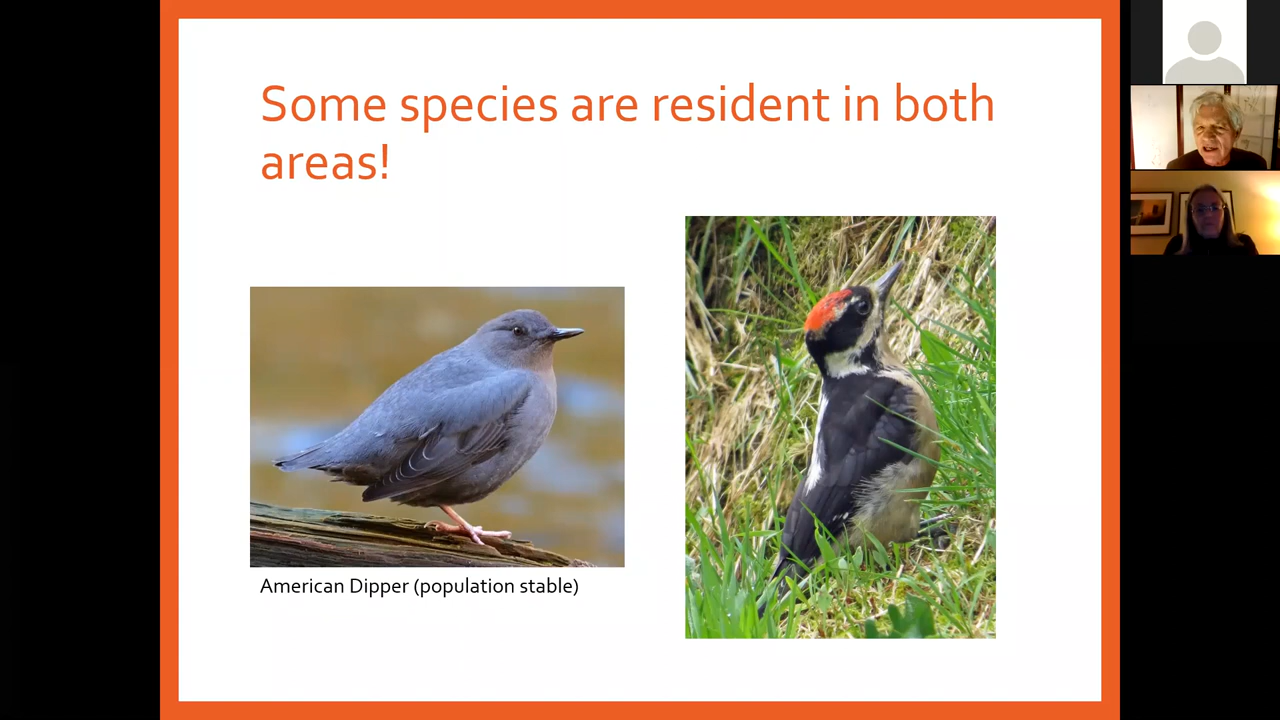 Some species are resident in both
areas!
American Dipper (population stable)